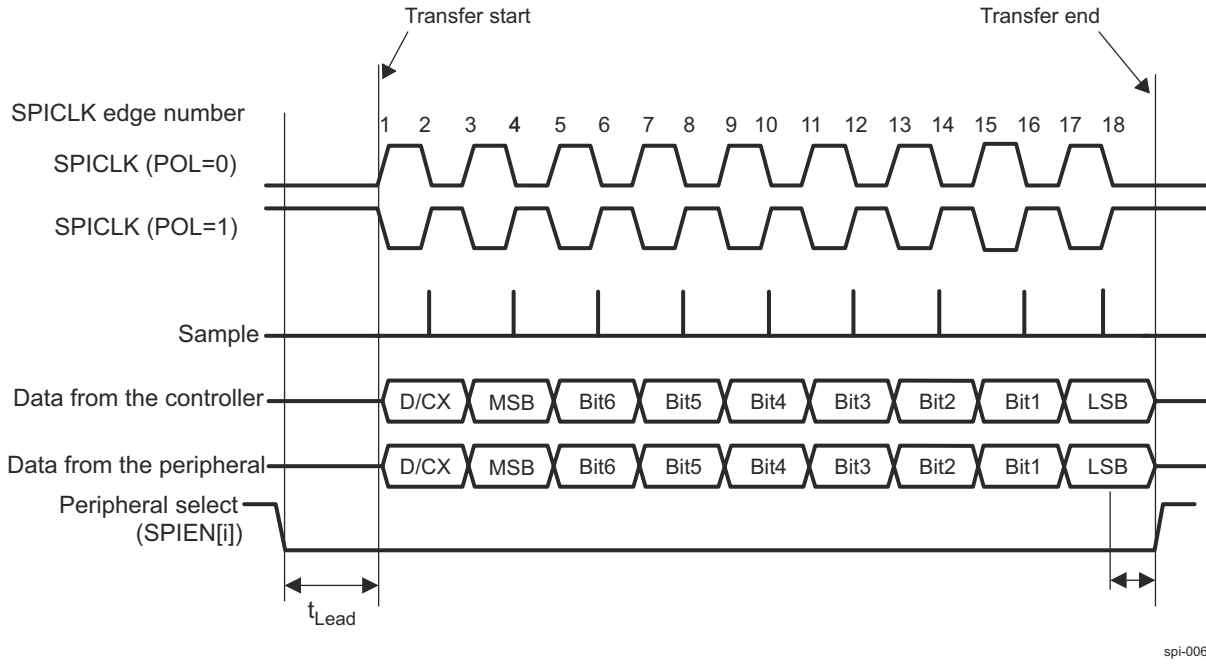 Transfer start
Transfer end
SPICLK edge number
1 2 3 4 5 6 7 8 9 10 11 12 13 14 15 16 17 18
SPICLK (POL=0)
SPICLK (POL=1)
Sample
Data from the controller
D/CX MSB Bit6 Bit5 Bit4 Bit3 Bit2 Bit1 LSB
Data from the peripheral
D/CX MSB Bit6 Bit5 Bit4 Bit3 Bit2 Bit1 LSB
Peripheral select
(SPIEN[i])
tLead
spi-006